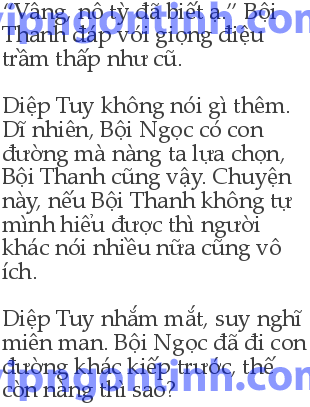 "Vâng, nô tỳ đã biết ạ." Bội
Thanh đáp với giọng điệu
trầm thấp như cũ.
Diệp Tuy không nói gì thêm.
Dĩ nhiên, Bội Ngọc có con
đường mà nàng ta lựa chọn,
Bội Thanh cũng vậy. Chuyện
này, nếu Bội Thanh không tự
mình hiểu được thì người
khác nói nhiều nữa cũng vô
ích.
Diệp Tuy nhắm mắt, suy nghĩ
miên man. Bội Ngọc đã đi con
đường khác kiếp trước, thế
còn nàng thì sao?
vipngontinh.com
vipngontinh.com